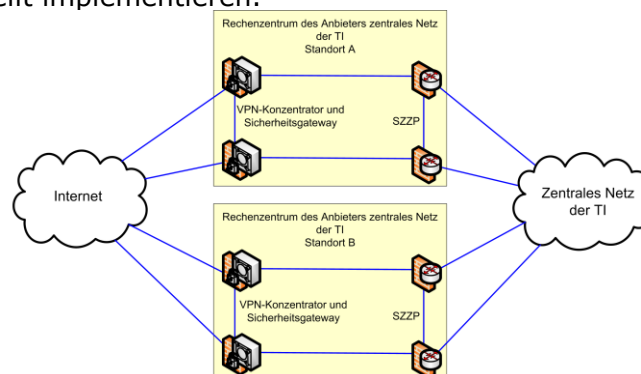 implementieren.
Rechenzentrum des Anbieters zentrales Netz
der TI
Standort A
VPN-Konzentrator und
Sicherheitsgateway
SZZP
Internet
Zentrales Netz
der TI
Rechenzentrum des Anbieters zentrales Netz
der TI
Standort B
VPN-Konzentrator und
Sicherheitsgateway
SZZP